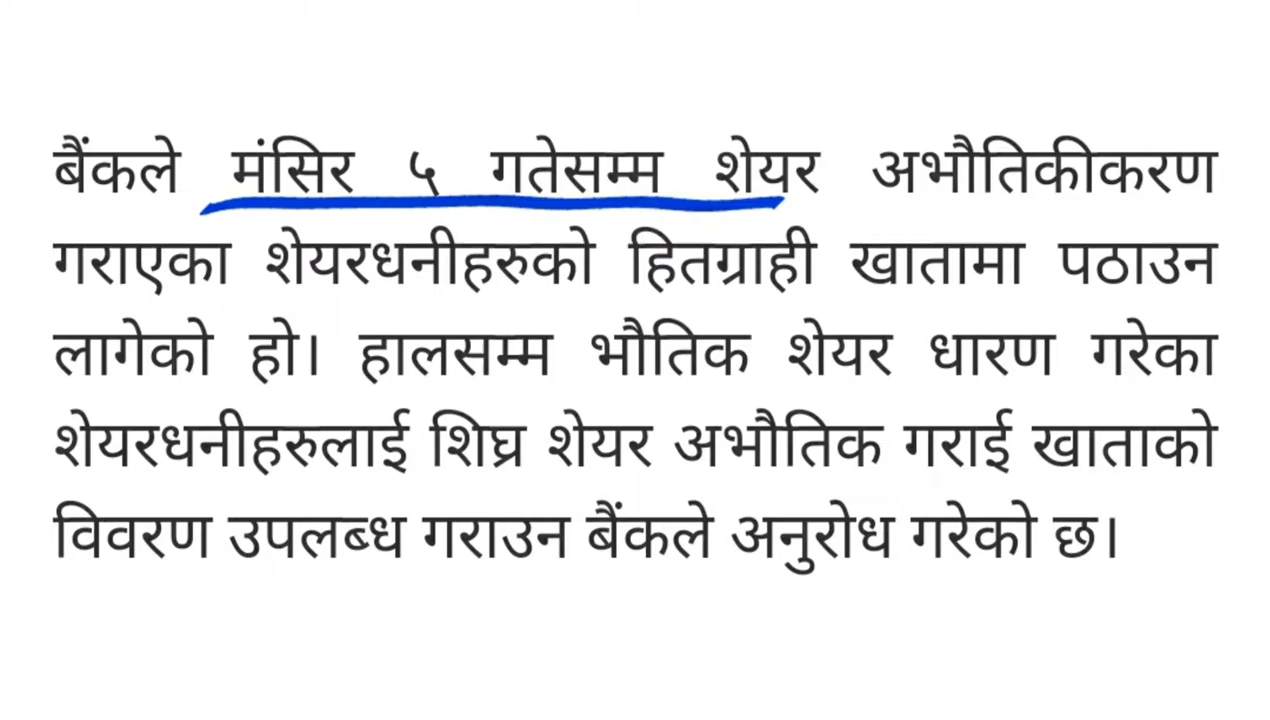 बैंकले मंसिर ५ गतेसम्म शेयर अभौतिकीकरण
गराएका शेयरधनीहरुको हितग्राही खातामा पठाउन
लागेको हो। हालसम्म भौतिक शेयर धारण गरेका
शेयरधनीहरुलाई शिघ्र शेयर अभौतिक गराई खाताको
विवरण उपलब्ध गराउन बैंकले अनुरोध गरेको छ।